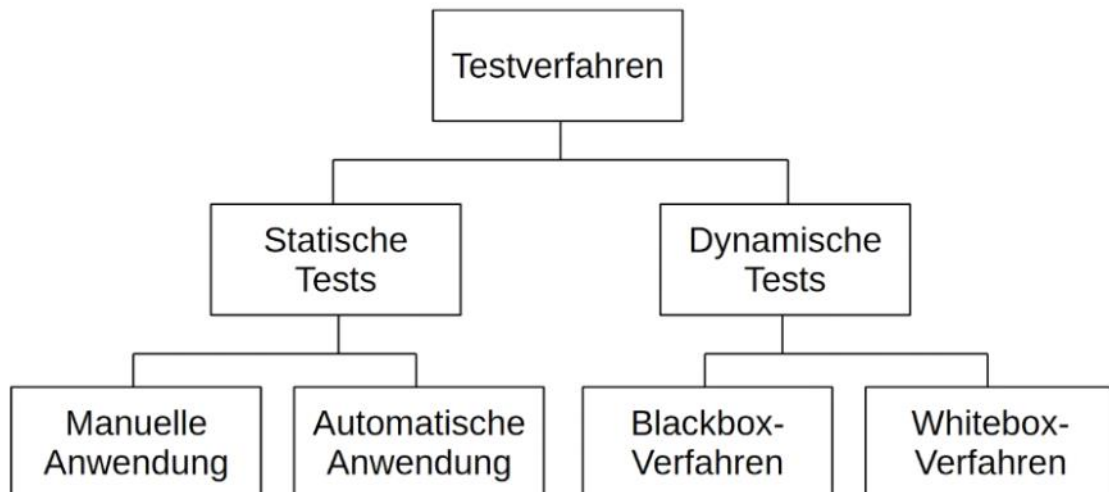 Testverfahren
Statische
Tests
Dynamische
Tests
Manuelle
Anwendung
Automatische
Anwendung
Blackbox-
Verfahren
Whitebox-
Verfahren